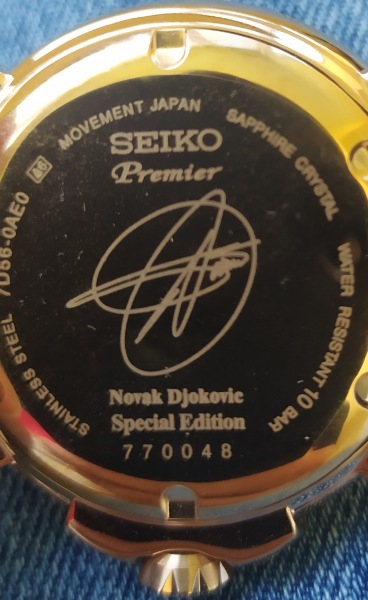 MOVEMENT JAPAN
SAPPHIRE CRYSTAL
WATER RESISTANT 10 BAR
STAINLESS STEEL 7D56-0AE0
SEIKO
Premier
Novak Djokovic
Special Edition
770048